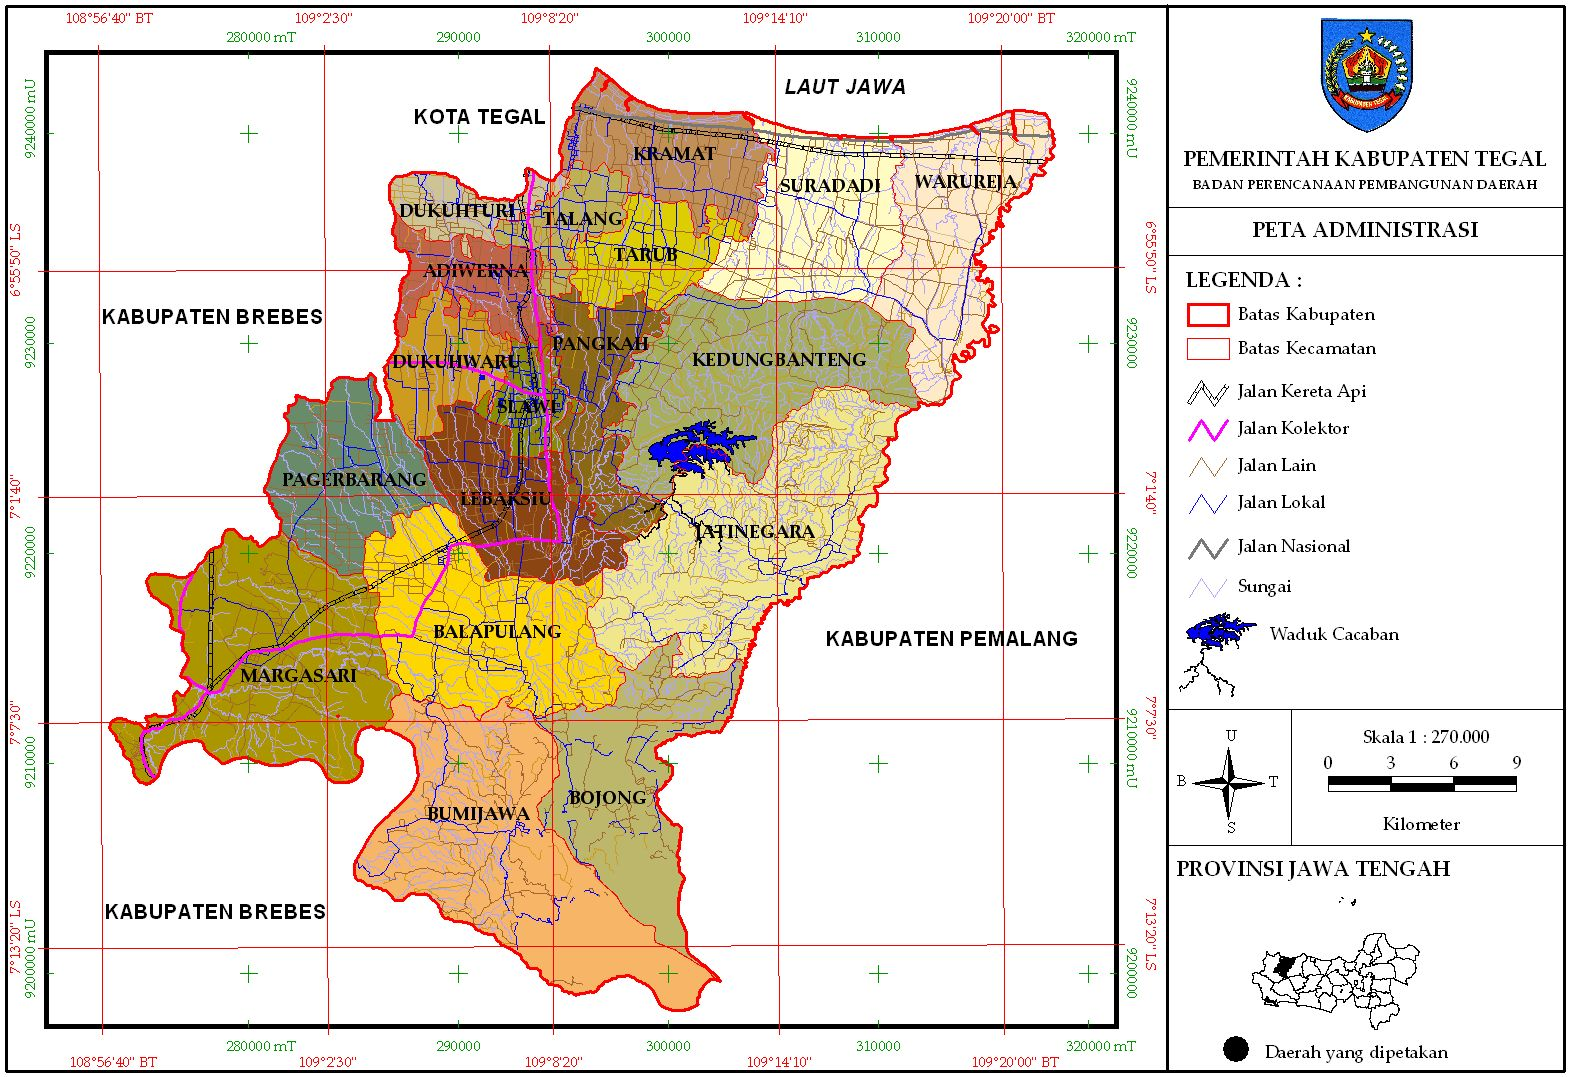 108°56'40" BT
109°2'30"
109°8'20"
109°14'10"
109°20'00" BT
280000 mT
290000
300000
310000
320000 mT
9240000 mU
6°55'50" LS
9230000
7°1'40"
9220000
7°7'30"
9210000
7°13'20" LS
9200000 mU
LAUT JAWA
KOTA TEGAL
KRAMAT
SURADADI
WARUREJA
DUKUHTURI
TALANG
TARUB
ADIWERNA
KABUPATEN BREBES
PANGKAH
DUKUHWARU
KEDUNGBANTENG
SLAWI
PAGERBARANG
LEBAKSIU
JATINEGARA
BALAPULANG
KABUPATEN PEMALANG
MARGASARI
BOJONG
BUMIJAWA
KABUPATEN BREBES
9240000 mU
6°55'50" LS
9230000
7°1'40"
9220000
7°7'30"
9210000 mU
7°13'20" LS
9200000
280000 mT
290000
300000
310000
320000 mT
108°56'40" BT
109°2'30"
109°8'20"
109°14'10"
109°20'00" BT
KABUPATEN TEGAL
PEMERINTAH KABUPATEN TEGAL
BADAN PERENCANAAN PEMBANGUNAN DAERAH
PETA ADMINISTRASI
LEGENDA :
Batas Kabupaten
Batas Kecamatan
Jalan Kereta Api
Jalan Kolektor
Jalan Lain
Jalan Lokal
Jalan Nasional
Sungai
Waduk Cacaban
U
B
T
S
Skala 1 : 270.000
0 3 6 9
Kilometer
PROVINSI JAWA TENGAH
Daerah yang dipetakan